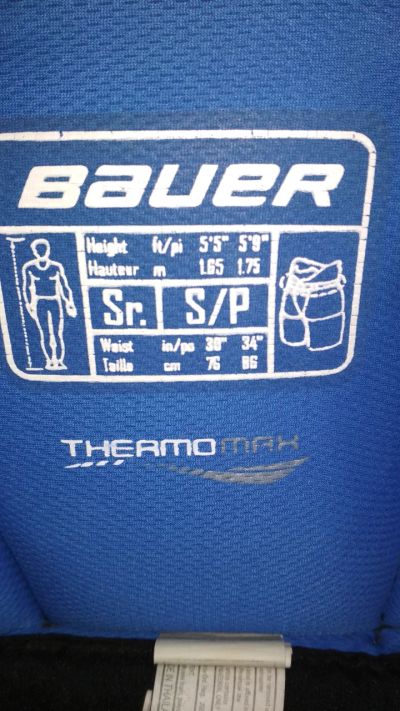 BAUER
Height ft/pi 5'5" 5'9"
Hauteur m 1.65 1.75
Sr. S/P
Waist in/po 30" 34"
Taille cm 76 86
THERMOMAX